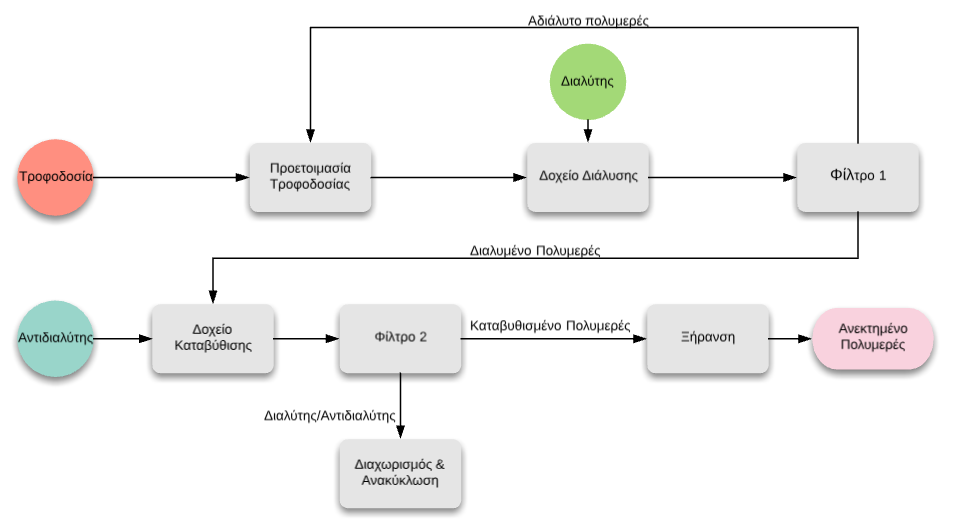 Αδιάλυτο πολυμερές
Διαλύτης
Τροφοδοσία
Προετοιμασία
Τροφοδοσίας
Δοχείο Διάλυσης
Φίλτρο 1
Διαλυμένο Πολυμερές
Αντιδιαλύτης
Δοχείο
Καταβύθισης
Φίλτρο 2
Καταβυθισμένο Πολυμερές
Ξήρανση
Ανεκτημένο
Πολυμερές
Διαλύτης/Αντιδιαλύτης
Διαχωρισμός &
Ανακύκλωση